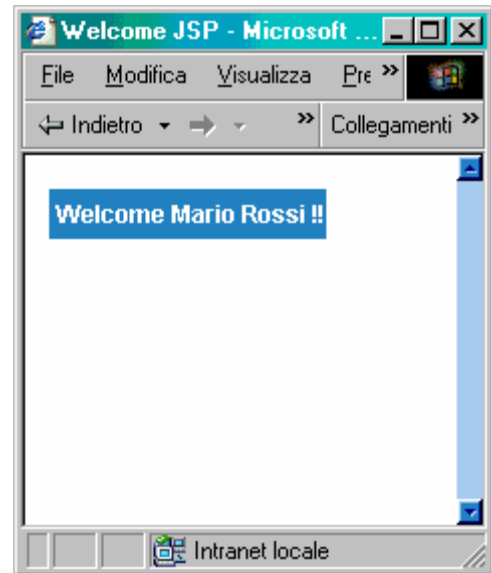 Welcome JSP - Microsoft ...
File Modifica Visualizza Pre »
Indietro » Collegamenti »
Welcome Mario Rossi !!
Intranet locale